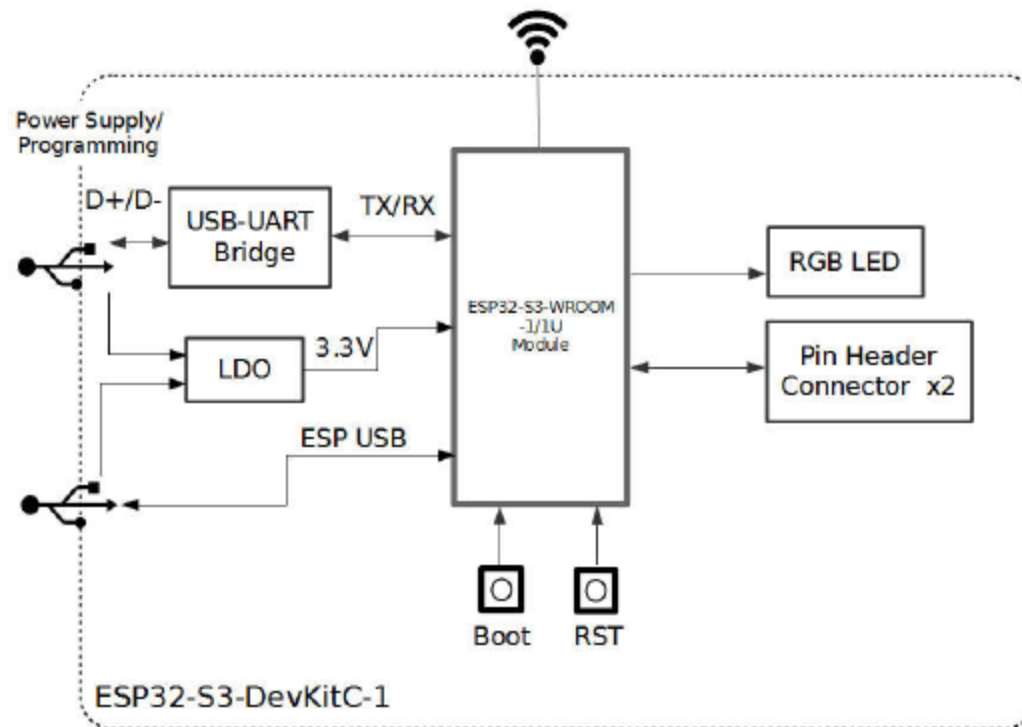 Power Supply/
Programming
D+/D-
USB-UART
Bridge
TX/RX
ESP32-S3-WROOM
-1/1U
Module
RGB LED
LDO
3.3V
Pin Header
Connector x2
ESP USB
Boot
RST
ESP32-S3-DevKitC-1